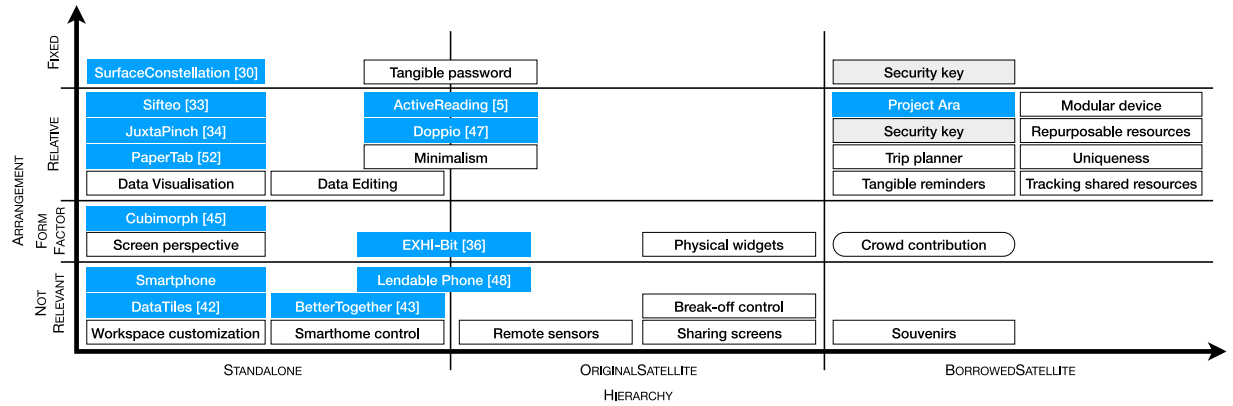 FIXED
SurfaceConstellation [30]
Tangible password
Security key
RELATIVE
Sifteo [33]
ActiveReading [5]
Project Ara
Modular device
JuxtaPinch [34]
Doppio [47]
Security key
Repurposable resources
PaperTab [52]
Minimalism
Trip planner
Uniqueness
Data Visualisation
Data Editing
Tangible reminders
Tracking shared resources
ARRANGEMENT
FORM
FACTOR
Cubimorph [45]
Screen perspective
EXHI-Bit [36]
Physical widgets
Crowd contribution
NOT
RELEVANT
Smartphone
Lendable Phone [48]
DataTiles [42]
BetterTogether [43]
Break-off control
Workspace customization
Smarthome control
Remote sensors
Sharing screens
Souvenirs
STANDALONE
ORIGINALSATELLITE
BORROWEDSATELLITE
HIERARCHY